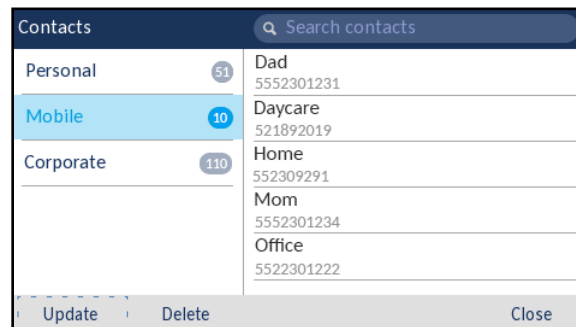 Contacts
Search contacts
Personal 51
Mobile 10
Corporate 110
Dad
5552301231
Daycare
521892019
Home
552309291
Mom
5552301234
Office
5522301222
Update Delete Close